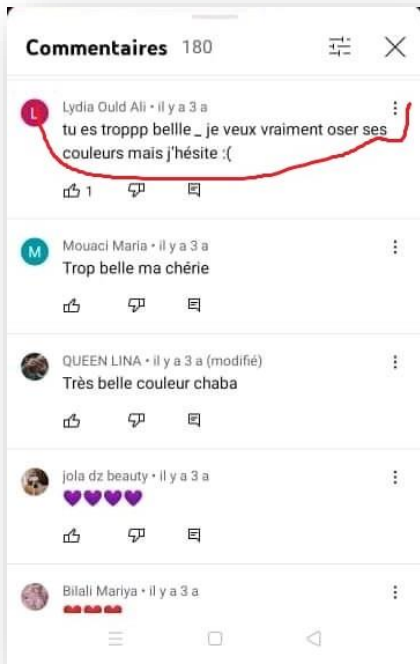 Commentaires 180
L
Lydia Ould Ali • il y a 3 a
tu es troppp bellle _ je veux vraiment oser ses
couleurs mais j'hésite :(
1
M
Mouaci Maria • il y a 3 a
Trop belle ma chérie
QUEEN LINA • il y a 3 a (modifié)
Très belle couleur chaba
jola dz beauty • il y a 3 a
💜💜💜💜
Bilali Mariya • il y a 3 a
❤️❤️❤️